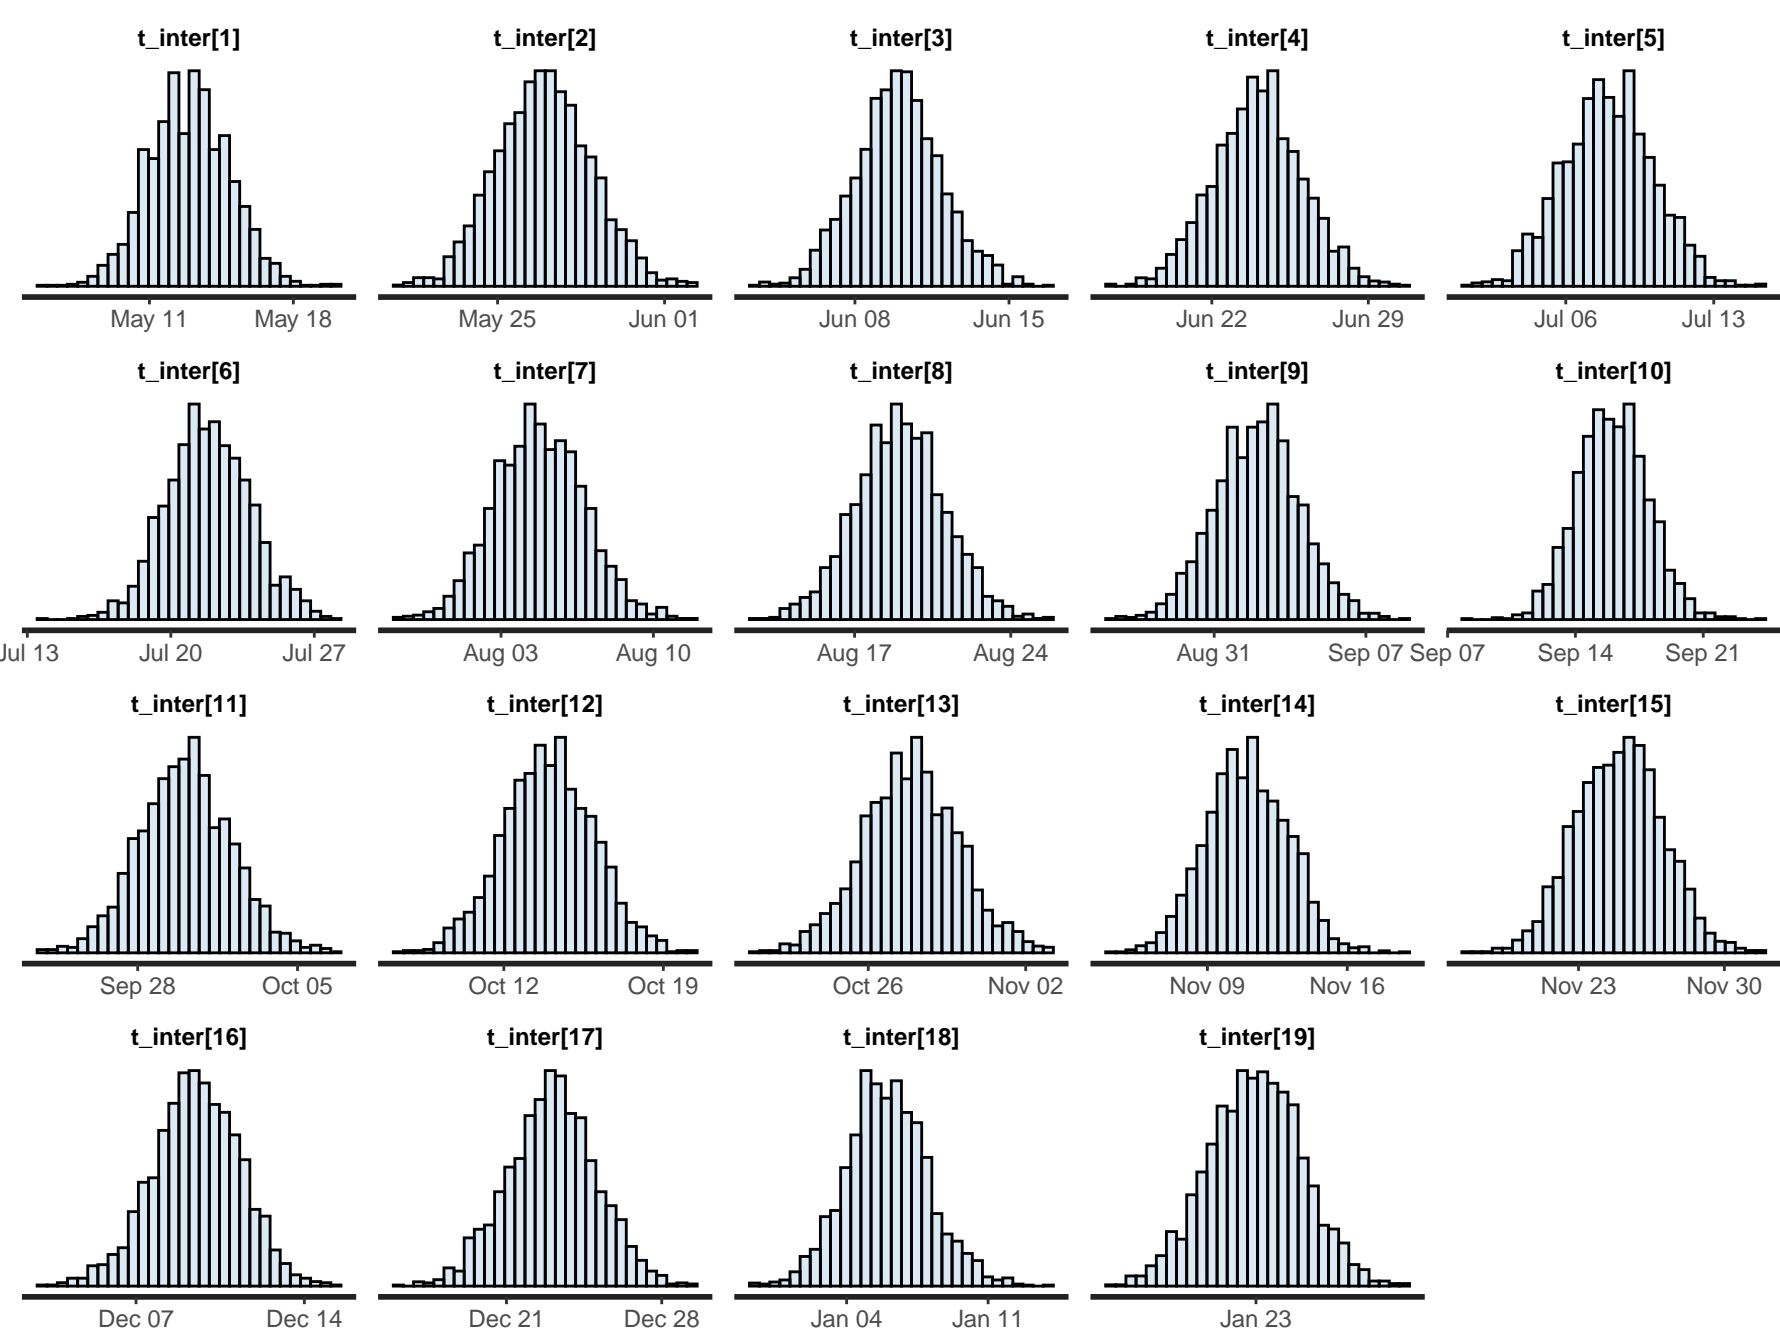 t_inter[1] t_inter[2] t_inter[3] t_inter[4] t_inter[5]
May 11 May 18 May 25 Jun 01 Jun 08 Jun 15 Jun 22 Jun 29 Jul 06 Jul 13
t_inter[6] t_inter[7] t_inter[8] t_inter[9] t_inter[10]
Jul 13 Jul 20 Jul 27 Aug 03 Aug 10 Aug 17 Aug 24 Aug 31 Sep 07 Sep 07 Sep 14 Sep 21
t_inter[11] t_inter[12] t_inter[13] t_inter[14] t_inter[15]
Sep 28 Oct 05 Oct 12 Oct 19 Oct 26 Nov 02 Nov 09 Nov 16 Nov 23 Nov 30
t_inter[16] t_inter[17] t_inter[18] t_inter[19]
Dec 07 Dec 14 Dec 21 Dec 28 Jan 04 Jan 11 Jan 23